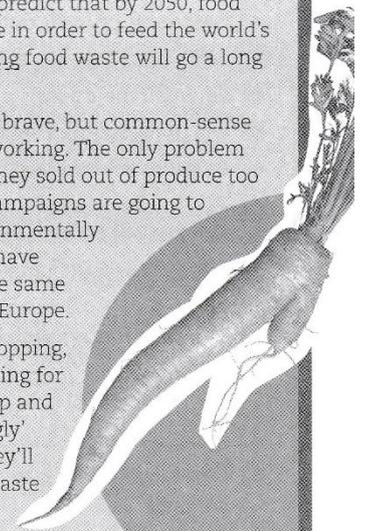 predict that by 2050, food
e in order to feed the world's
ng food waste will go a long
brave, but common-sense
vorking. The only problem
hey sold out of produce too
mpaigns are going to
nmentally
have
e same
Europe.
opping,
ing for
p and
gly'
ey'll
aste